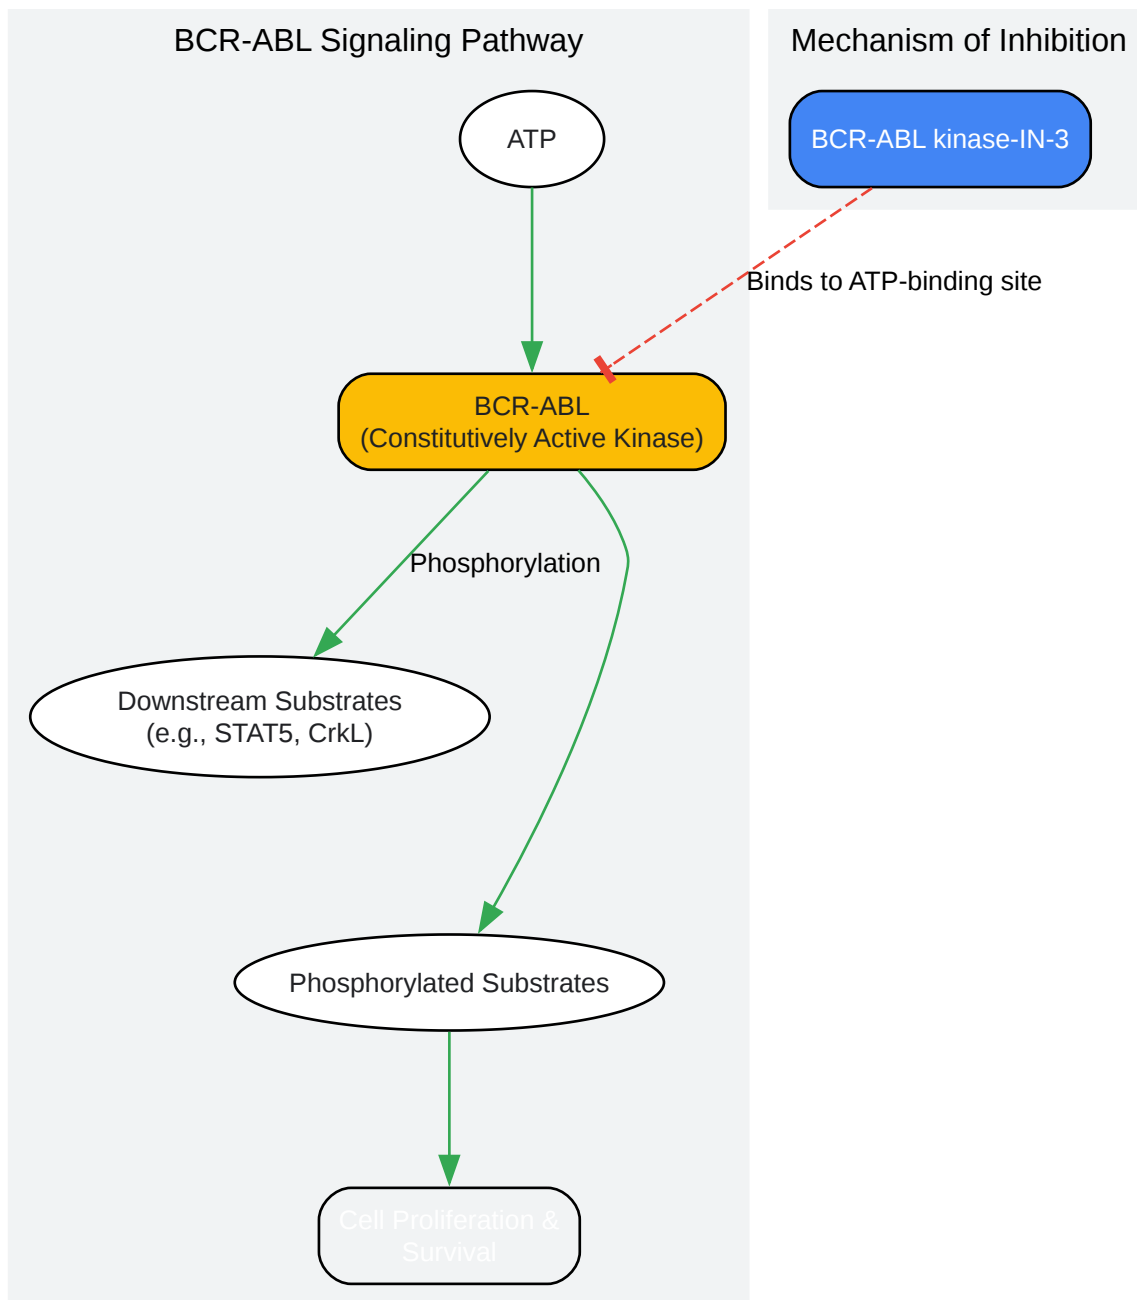 BCR-ABL Signaling Pathway
Mechanism of Inhibition
ATP
BCR-ABL kinase-IN-3
Binds to ATP-binding site
BCR-ABL
(Constitutively Active Kinase)
Phosphorylation
Downstream Substrates
(e.g., STAT5, CrkL)
Phosphorylated Substrates
Cell Proliferation &
Survival